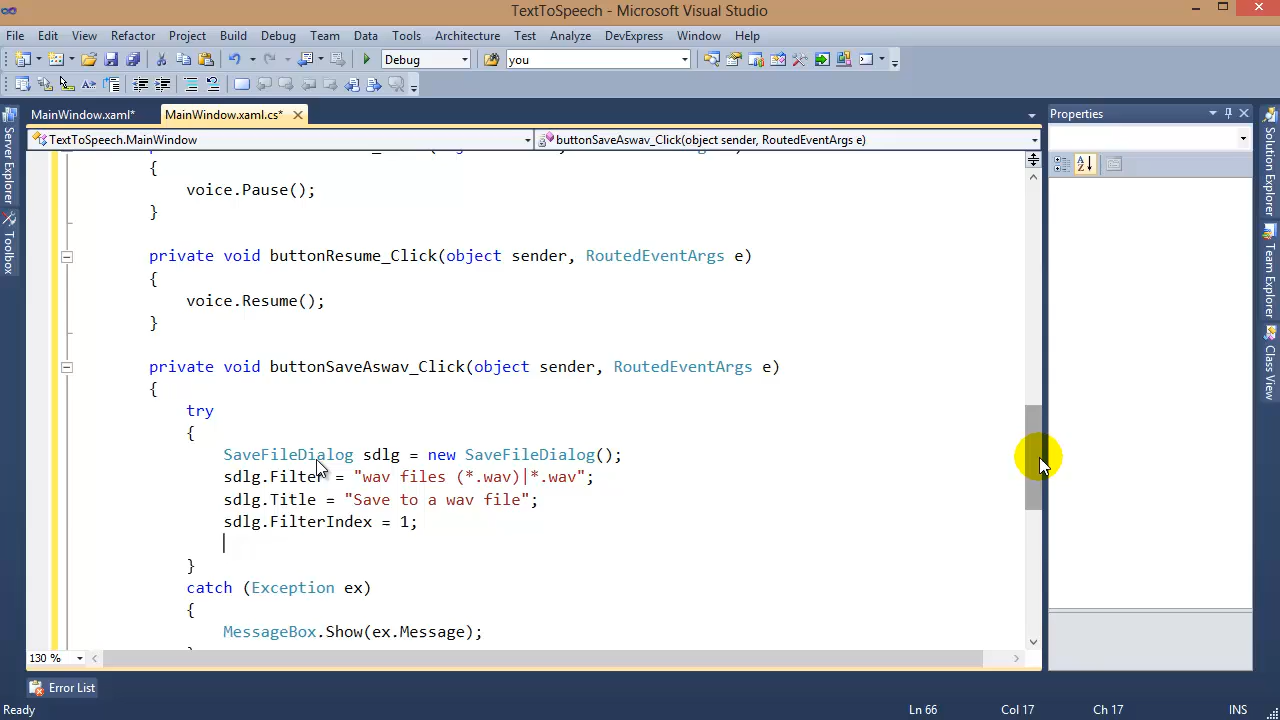 TextToSpeech - Microsoft Visual Studio
File Edit View Refactor Project Build Debug Team Data Tools Architecture Test Analyze DevExpress Window Help
Debug you
MainWindow.xaml* MainWindow.xaml.cs* Properties
TextToSpeech.MainWindow buttonSaveAswav_Click(object sender, RoutedEventArgs e)
{
voice.Pause();
}
private void buttonResume_Click(object sender, RoutedEventArgs e)
{
voice.Resume();
}
private void buttonSaveAswav_Click(object sender, RoutedEventArgs e)
{
try
{
SaveFileDialog sdlg = new SaveFileDialog();
sdlg.Filter = "wav files (*.wav)|*.wav";
sdlg.Title = "Save to a wav file";
sdlg.FilterIndex = 1;
}
catch (Exception ex)
{
MessageBox.Show(ex.Message);
130 %
Error List
Ready Ln 66 Col 17 Ch 17 INS
Server Explorer
Toolbox
Solution Explorer
Team Explorer
Class View